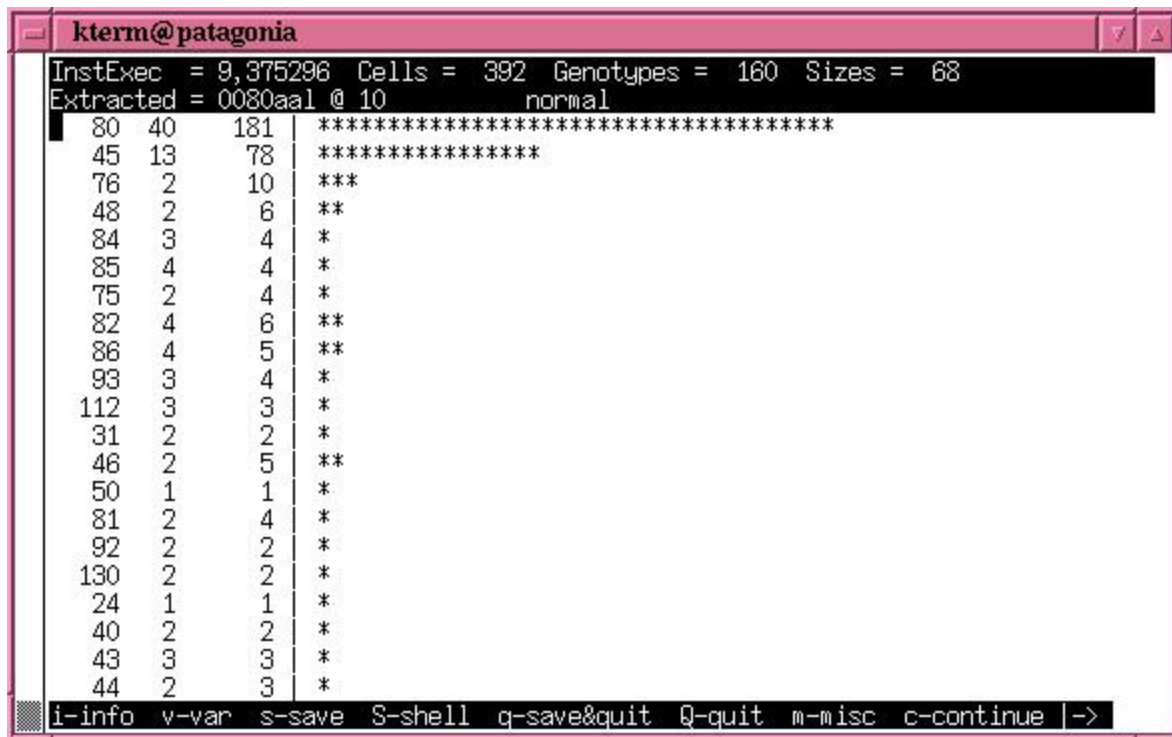 kterm@patagonia
InstExec = 9,375296 Cells = 392 Genotypes = 160 Sizes = 68
Extracted = 0080aal @ 10 normal
80 40 181 | *************************************
45 13 78 | ****************
76 2 10 | ***
48 2 6 | **
84 3 4 | *
85 4 4 | *
75 2 4 | *
82 4 6 | **
86 4 5 | **
93 3 4 | *
112 3 3 | *
31 2 2 | *
46 2 5 | **
50 1 1 | *
81 2 4 | *
92 2 2 | *
130 2 2 | *
24 1 1 | *
40 2 2 | *
43 3 3 | *
44 2 3 | *
i-info v-var s-save S-shell q-save&quit Q-quit m-misc c-continue |->